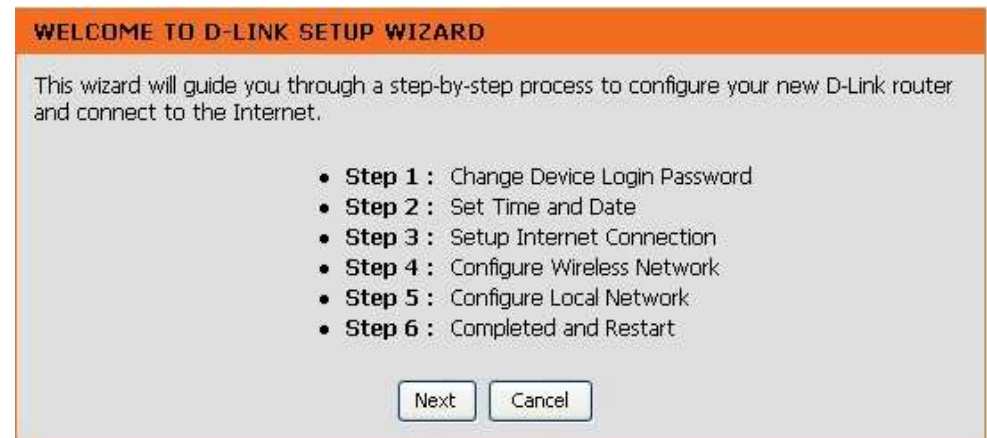 WELCOME TO D-LINK SETUP WIZARD
This wizard will guide you through a step-by-step process to configure your new D-Link router
and connect to the Internet.
• Step 1 : Change Device Login Password
• Step 2 : Set Time and Date
• Step 3 : Setup Internet Connection
• Step 4 : Configure Wireless Network
• Step 5 : Configure Local Network
• Step 6 : Completed and Restart
Next Cancel